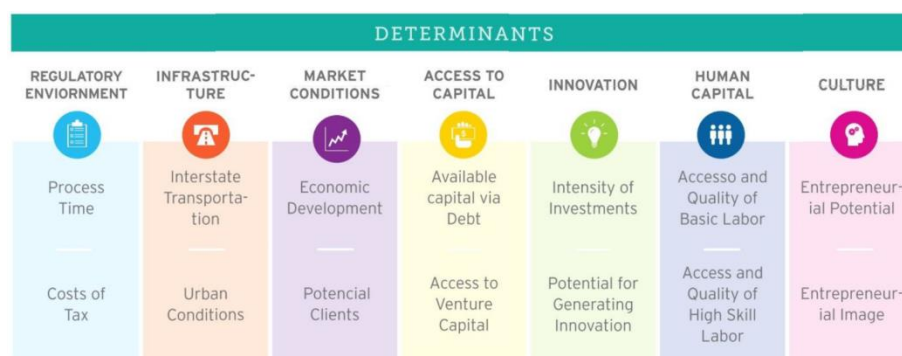 DETERMINANTS
REGULATORY
ENVIORNMENT
INFRASTRUC-
TURE
MARKET
CONDITIONS
ACCESS TO
CAPITAL
INNOVATION
HUMAN
CAPITAL
CULTURE
Process
Time
Interstate
Transporta-
tion
Economic
Development
Available
capital via
Debt
Intensity of
Investments
Accesso and
Quality of
Basic Labor
Entrepreneur-
ial Potential
Costs of
Tax
Urban
Conditions
Potencial
Clients
Access to
Venture
Capital
Potential for
Generating
Innovation
Access and
Quality of
High Skill
Labor
Entrepreneur-
ial Image